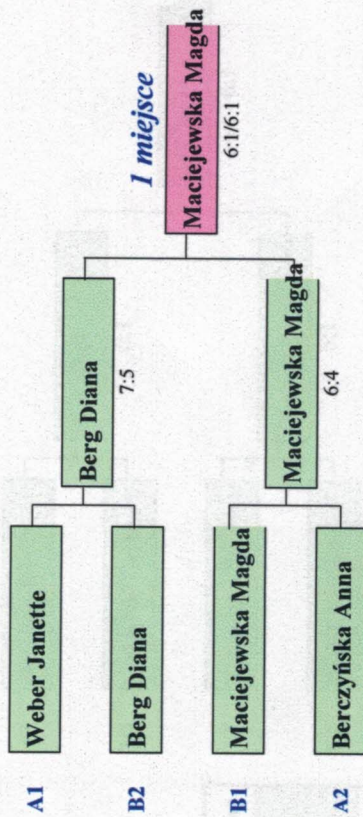 A1
Weber Janette
B2
Berg Diana
B1
Maciejewska Magda
A2
Berczyńska Anna
Berg Diana
7:5
Maciejewska Magda
6:4
1 miejsce
Maciejewska Magda
6:1/6:1